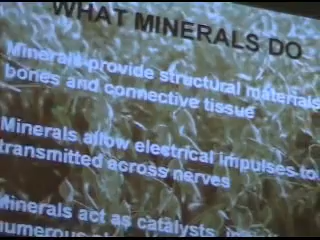 WHAT MINERALS DO
Minerals provide structural materials
bones and connective tissue
Minerals allow electrical impulses to
transmitted across nerves
Minerals act as catalysts
numerous